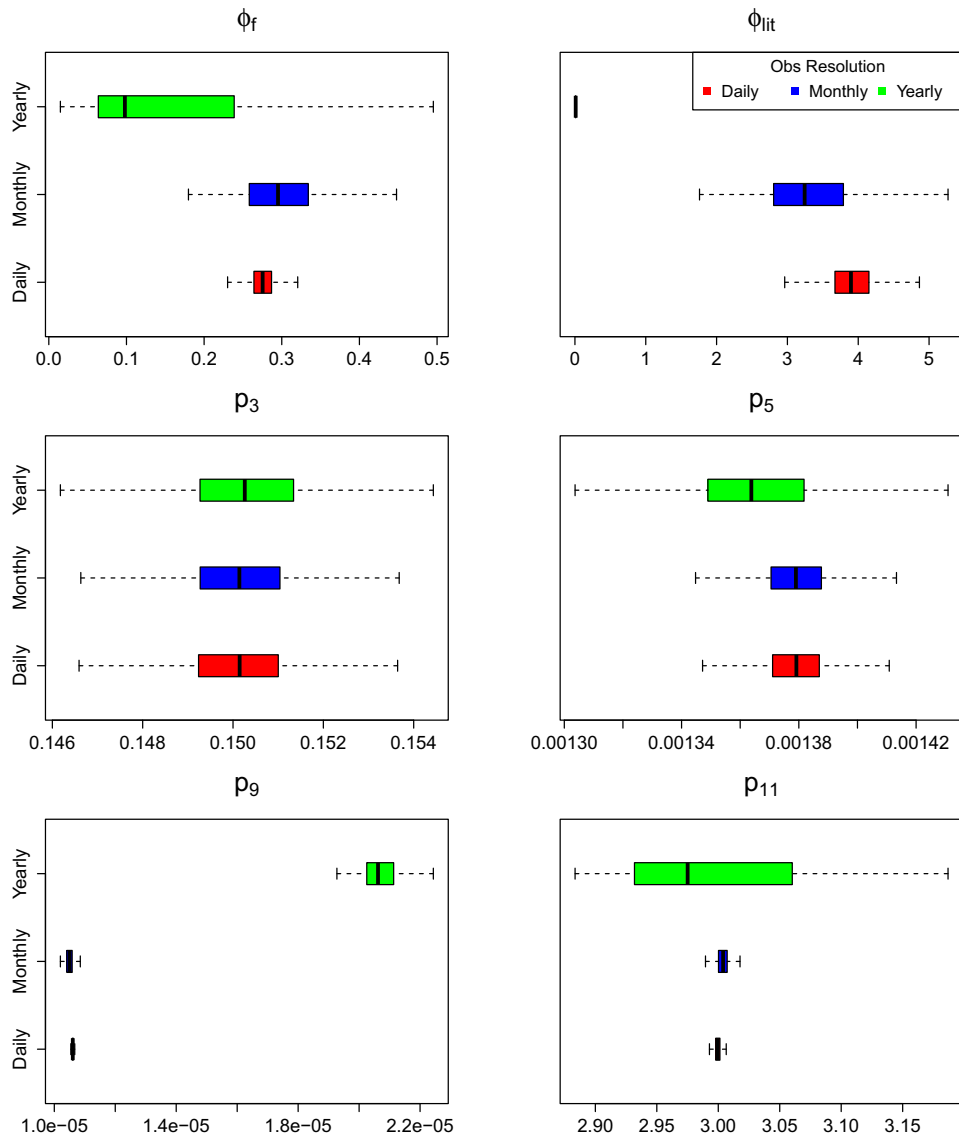 ϕf
ϕlit
Yearly
Monthly
Daily
0.0 0.1 0.2 0.3 0.4 0.5
Obs Resolution
Daily Monthly Yearly
0 1 2 3 4 5
p3
p5
Yearly
Monthly
Daily
0.146 0.148 0.150 0.152 0.154
0.00130 0.00134 0.00138 0.00142
p9
p11
Yearly
Monthly
Daily
1.0e−05 1.4e−05 1.8e−05 2.2e−05
2.90 2.95 3.00 3.05 3.10 3.15